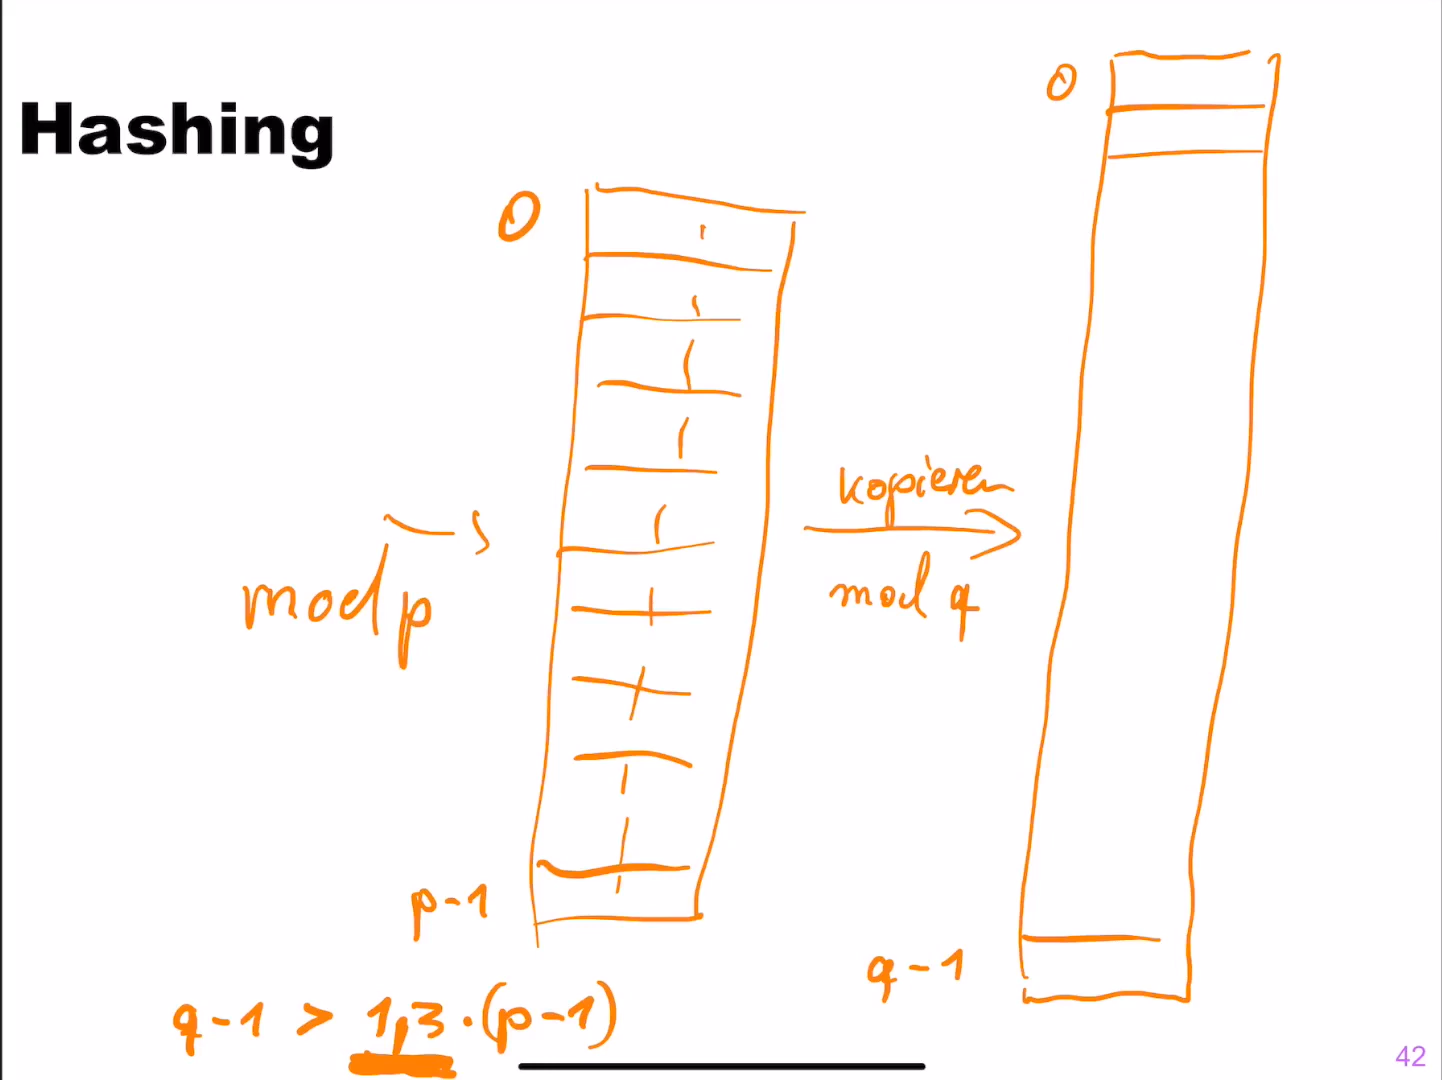 Hashing
0
0
mod p
kopieren
mod q
p-1
q-1
q-1 > 1,3·(p-1)
42